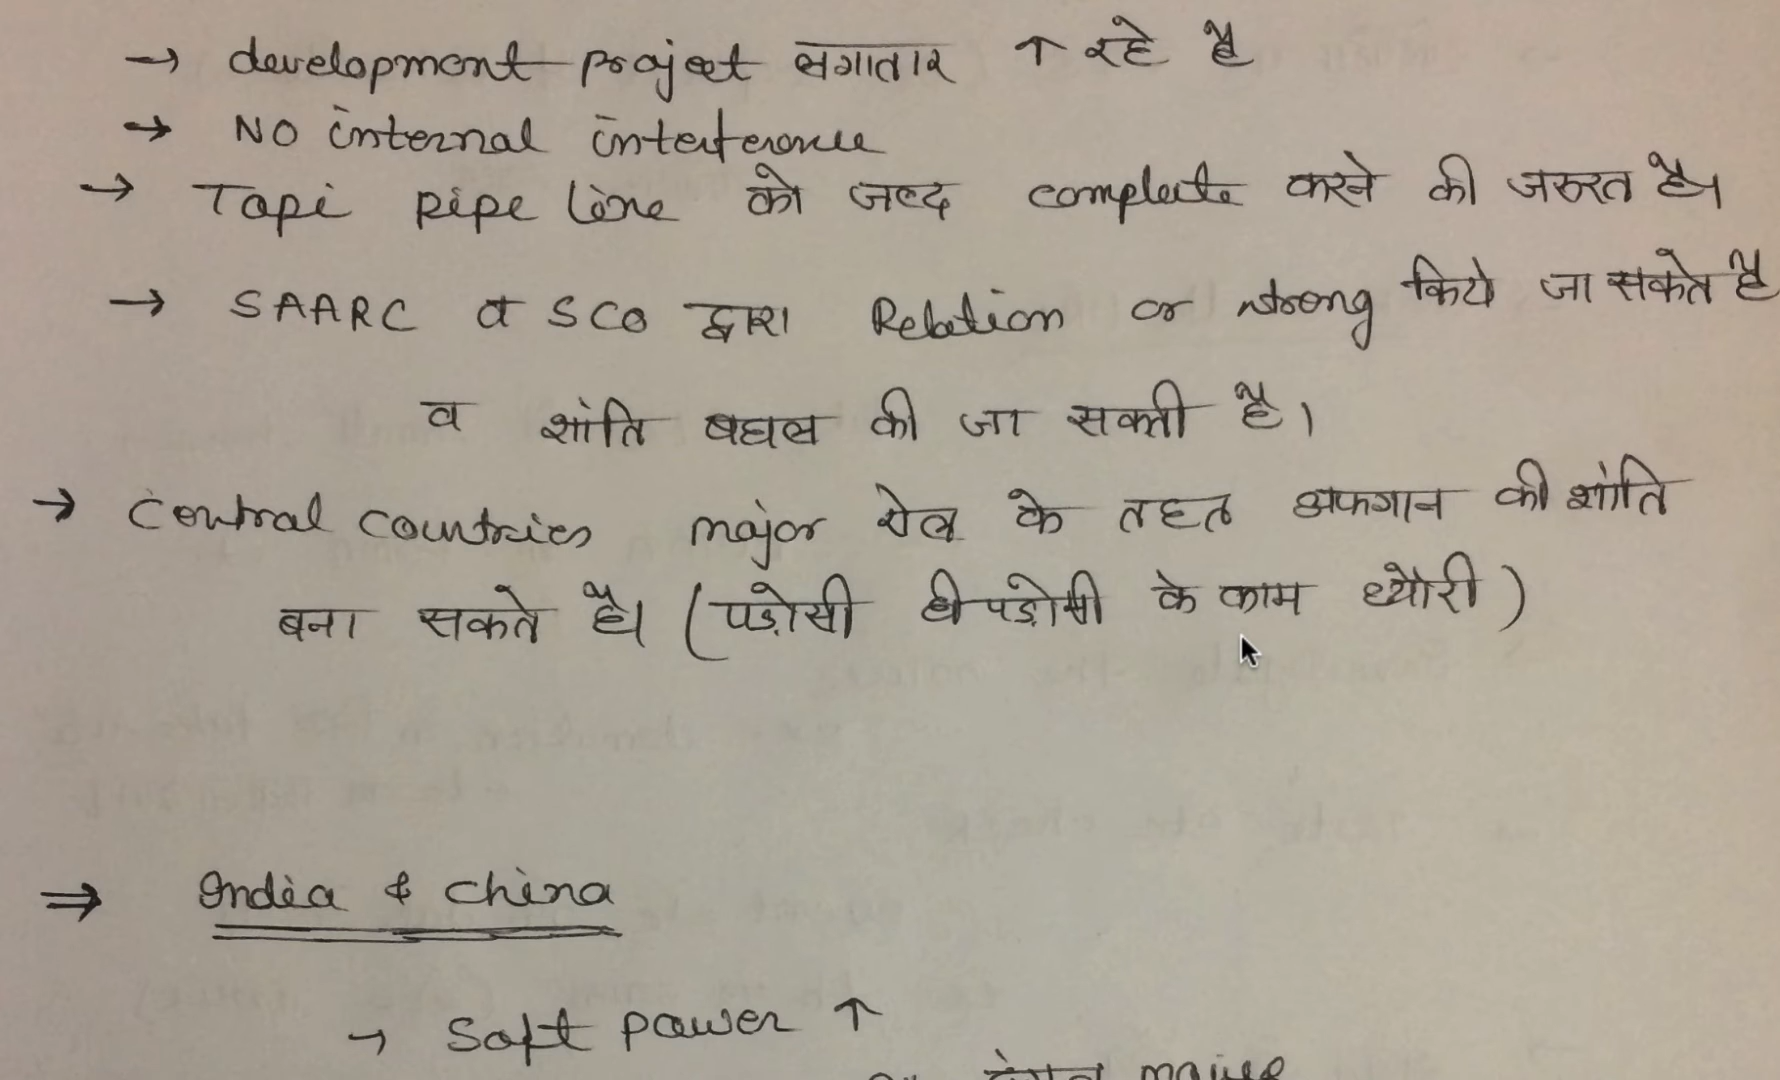 → development project लगातार ↑ रहे है
→ NO internal interference
→ Tapi pipe line को जल्द complete करने की जरूरत है।
→ SAARC व SCO द्वारा Relation or strong किये जा सकते है
व शांति बहाल की जा सकती है।
→ Central countries major रोल के तहत अफगान की शांति
बना सकते है। (पड़ोसी ही पड़ोसी के काम थ्योरी)
⇒ India & China
→ Soft power ↑